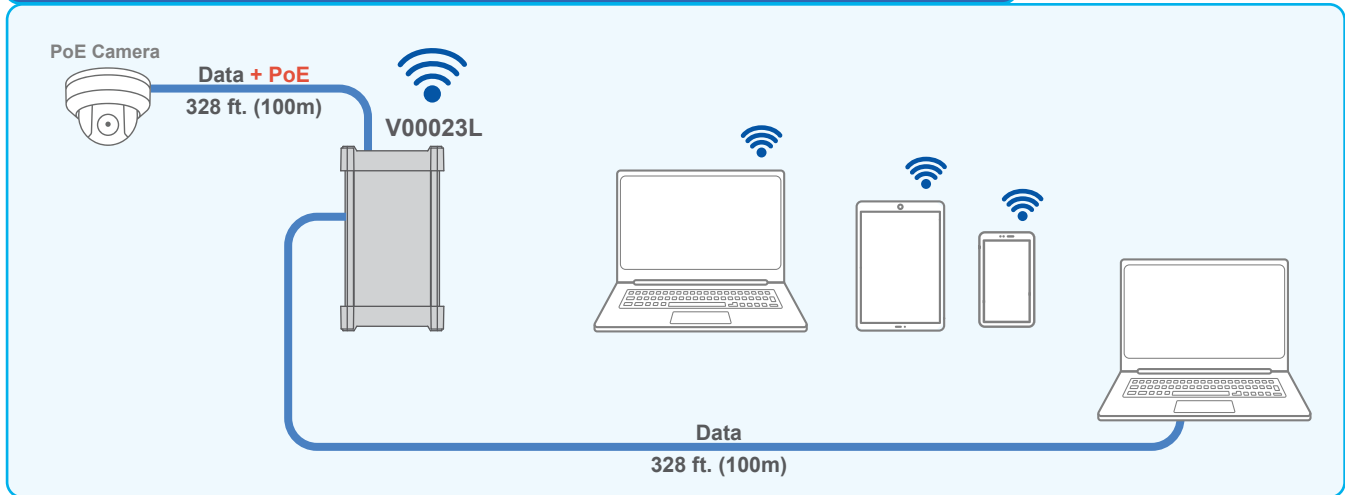 PoE Camera
Data + PoE
328 ft. (100m)
V00023L
Data
328 ft. (100m)